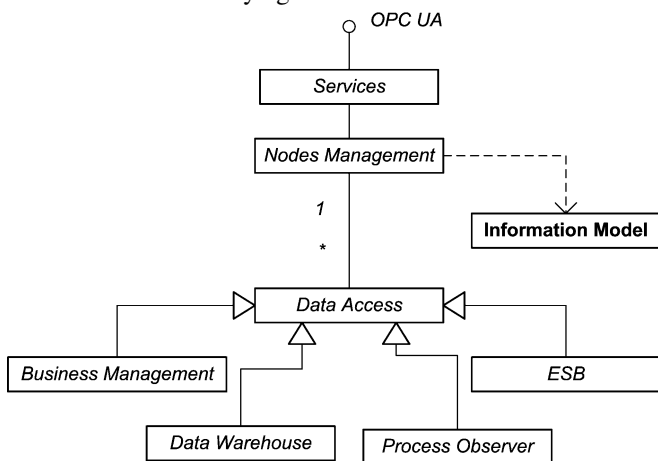 OPC UA
Services
Nodes Management
1
Information Model
*
Data Access
Business Management
ESB
Data Warehouse
Process Observer